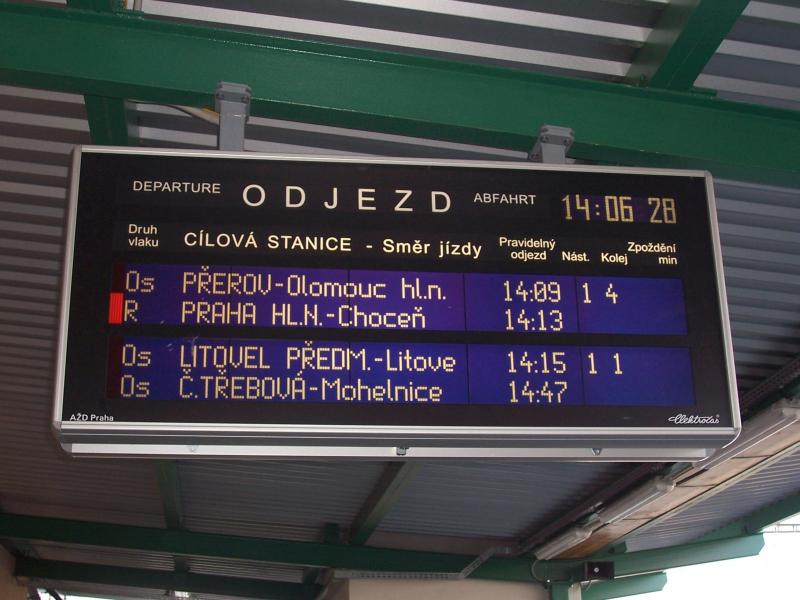 DEPARTURE ODJEZD ABFAHRT 14:06 28
Druh vlaku CÍLOVÁ STANICE - Směr jízdy Pravidelný odjezd Nást. Kolej Zpoždění min
Os PŘEROV-Olomouc hl.n. 14:09 1 4
R PRAHA HL.N.-Choceň 14:13
Os LITOVEL PŘEDM.-Litove 14:15 1 1
Os Č.TŘEBOVÁ-Mohelnice 14:47
AŽD Praha elektročas®